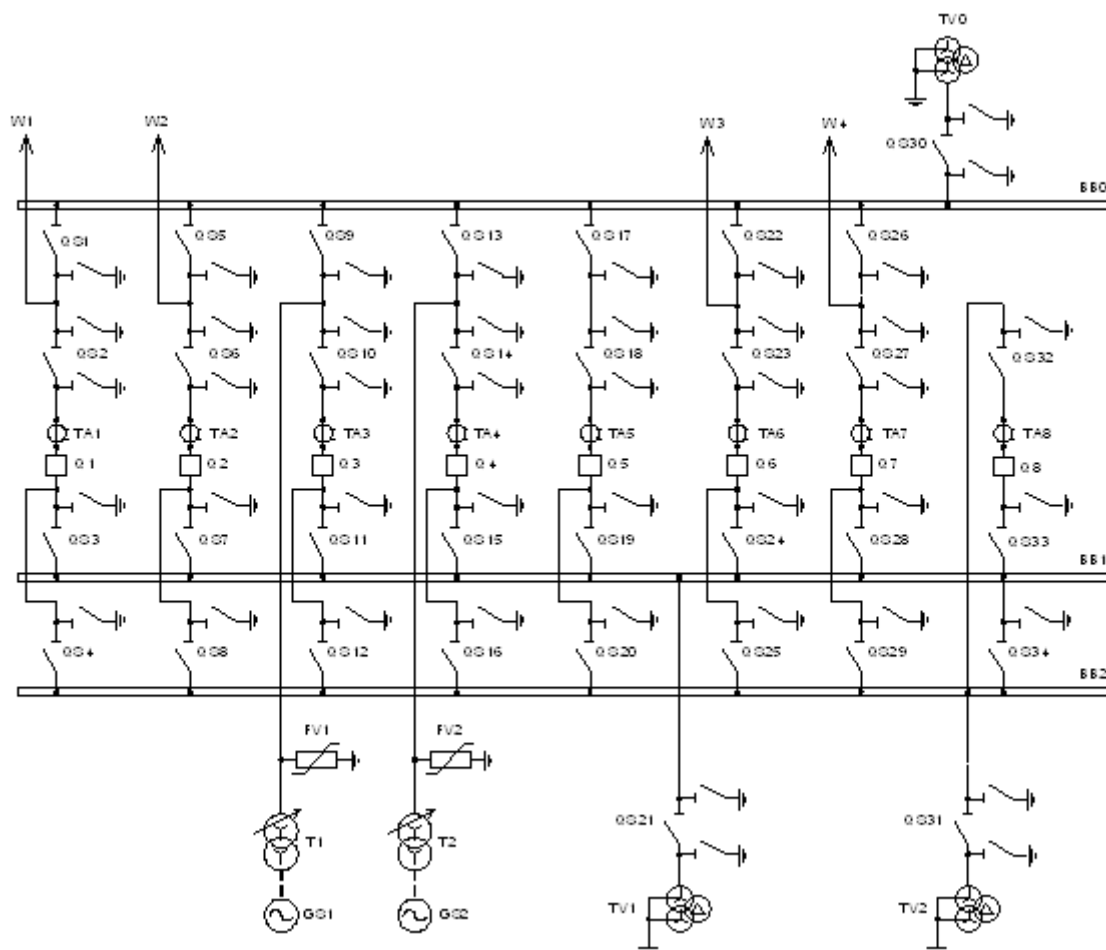 TV0
W1 W2 W3 W4
QS30
BB0
QS1 QS5 QS9 QS13 QS17 QS22 QS26
QS2 QS6 QS10 QS14 QS18 QS23 QS27 QS32
TA1 TA2 TA3 TA4 TA5 TA6 TA7 TA8
Q1 Q2 Q3 Q4 Q5 Q6 Q7 Q8
QS3 QS7 QS11 QS15 QS19 QS24 QS28 QS33
BB1
QS4 QS8 QS12 QS16 QS20 QS25 QS29 QS34
BB2
FV1 FV2
QS21 QS31
T1 T2
GS1 GS2 TV1 TV2